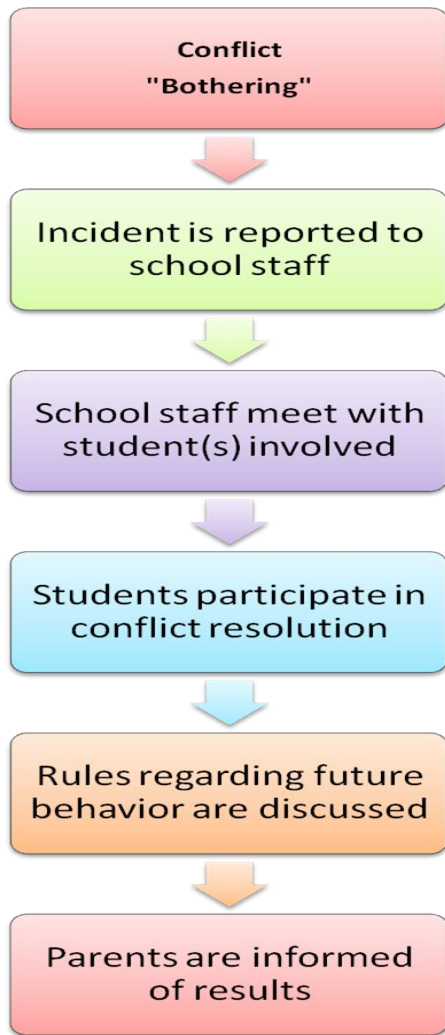 Conflict
"Bothering"
Incident is reported to
school staff
School staff meet with
student(s) involved
Students participate in
conflict resolution
Rules regarding future
behavior are discussed
Parents are informed
of results